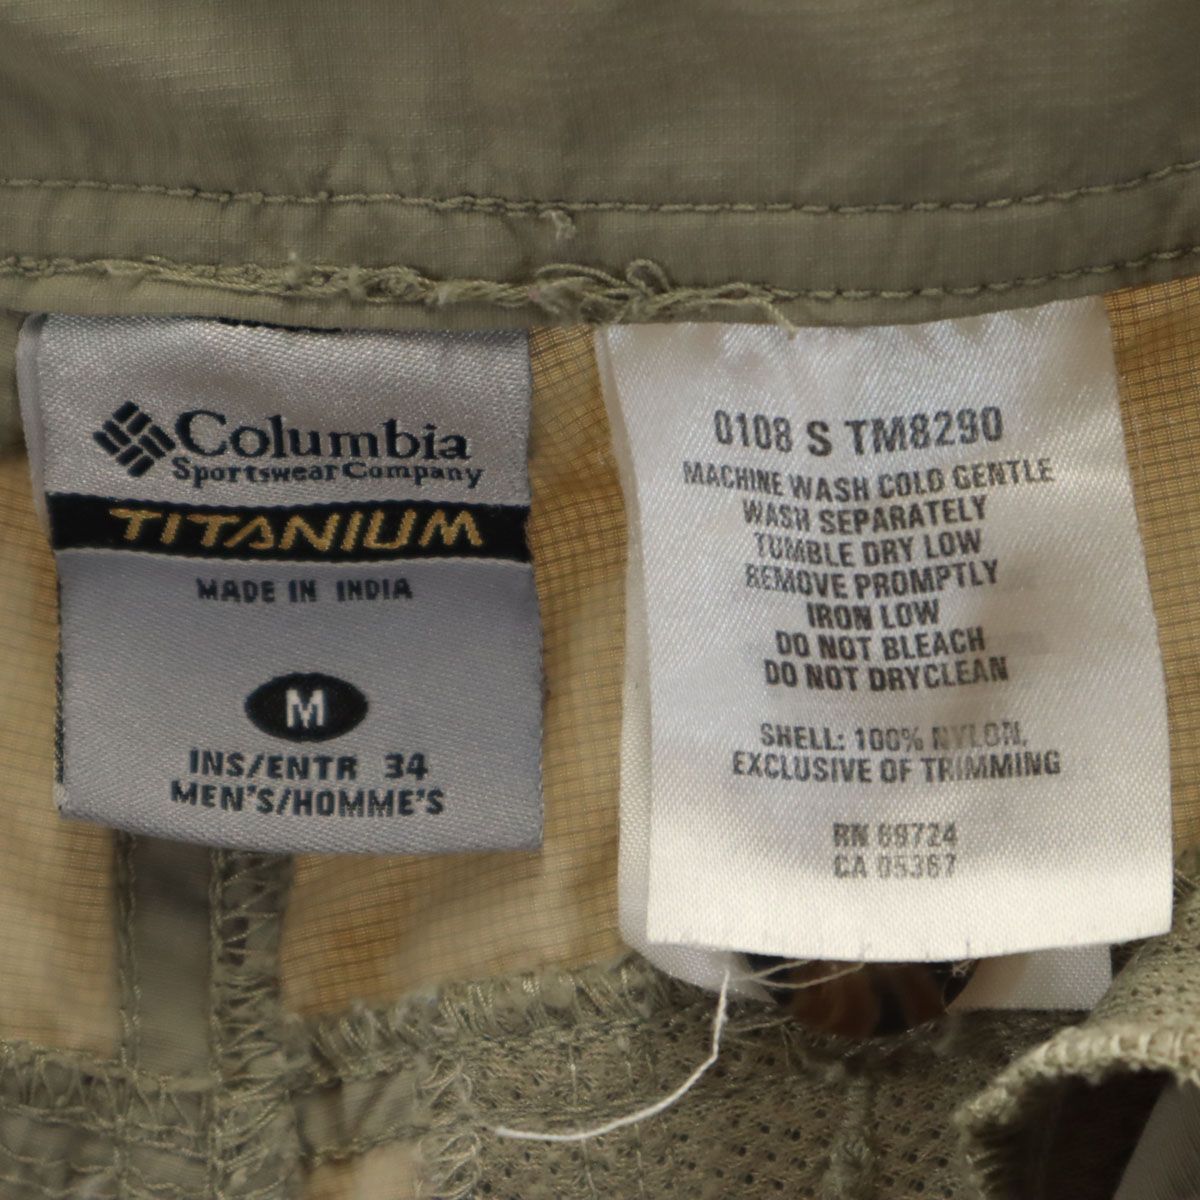 Columbia
Sportswear Company
TITANIUM
MADE IN INDIA
M
INS/ENTR 34
MEN'S/HOMME'S
0108 S TM8290
MACHINE WASH COLD GENTLE
WASH SEPARATELY
TUMBLE DRY LOW
REMOVE PROMPTLY
IRON LOW
DO NOT BLEACH
DO NOT DRYCLEAN
SHELL: 100% NYLON,
EXCLUSIVE OF TRIMMING
RN 69724
CA 05367